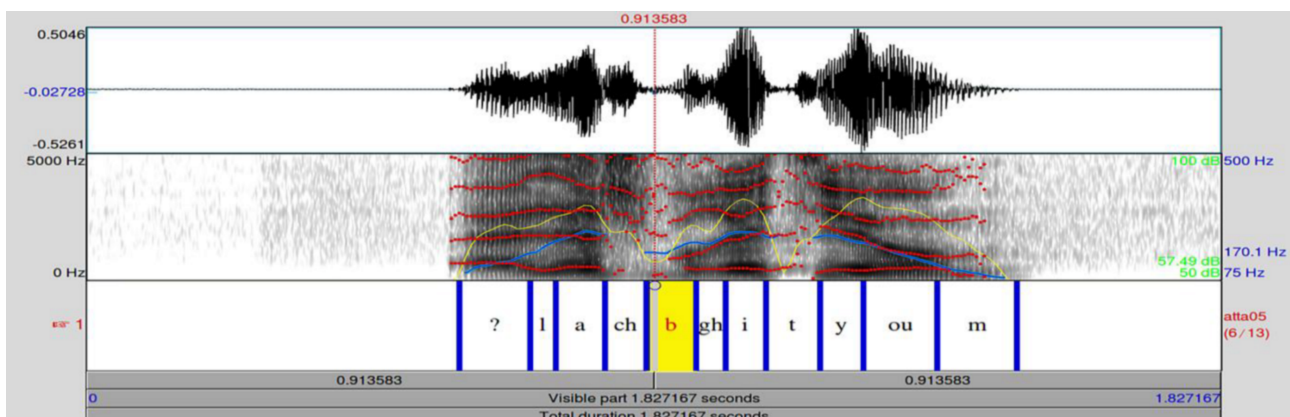 0.913583
0.5046
-0.02728
-0.5261
5000 Hz
100 dB
500 Hz
170.1 Hz
57.49 dB
0 Hz
50 dB
75 Hz
1
? l a ch b gh i t y ou m
atta05
(6/13)
0.913583 0.913583
0 Visible part 1.827167 seconds 1.827167
Total duration 1.827167 seconds